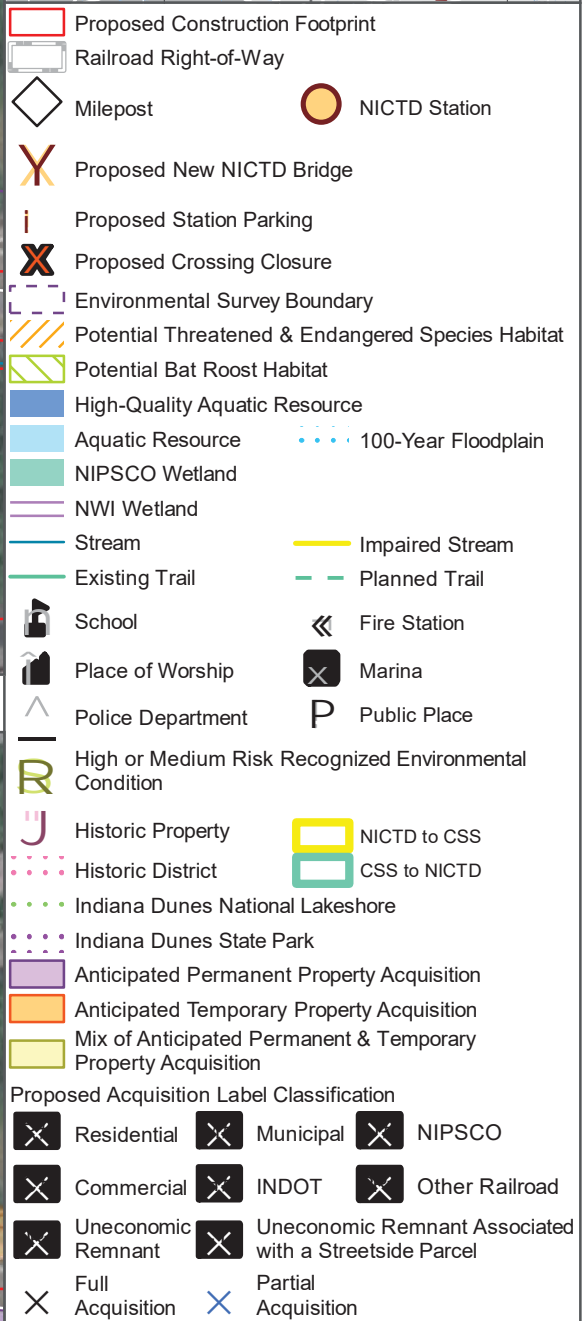 Proposed Construction Footprint
Railroad Right-of-Way
Milepost
NICTD Station
Proposed New NICTD Bridge
Proposed Station Parking
Proposed Crossing Closure
Environmental Survey Boundary
Potential Threatened & Endangered Species Habitat
Potential Bat Roost Habitat
High-Quality Aquatic Resource
Aquatic Resource
100-Year Floodplain
NIPSCO Wetland
NWI Wetland
Stream
Impaired Stream
Existing Trail
Planned Trail
School
Fire Station
Place of Worship
Marina
Police Department
P Public Place
High or Medium Risk Recognized Environmental
Condition
Historic Property
NICTD to CSS
Historic District
CSS to NICTD
Indiana Dunes National Lakeshore
Indiana Dunes State Park
Anticipated Permanent Property Acquisition
Anticipated Temporary Property Acquisition
Mix of Anticipated Permanent & Temporary
Property Acquisition
Proposed Acquisition Label Classification
Residential
Municipal
NIPSCO
Commercial
INDOT
Other Railroad
Uneconomic
Remnant
Uneconomic Remnant Associated
with a Streetside Parcel
Full
Acquisition
Partial
Acquisition